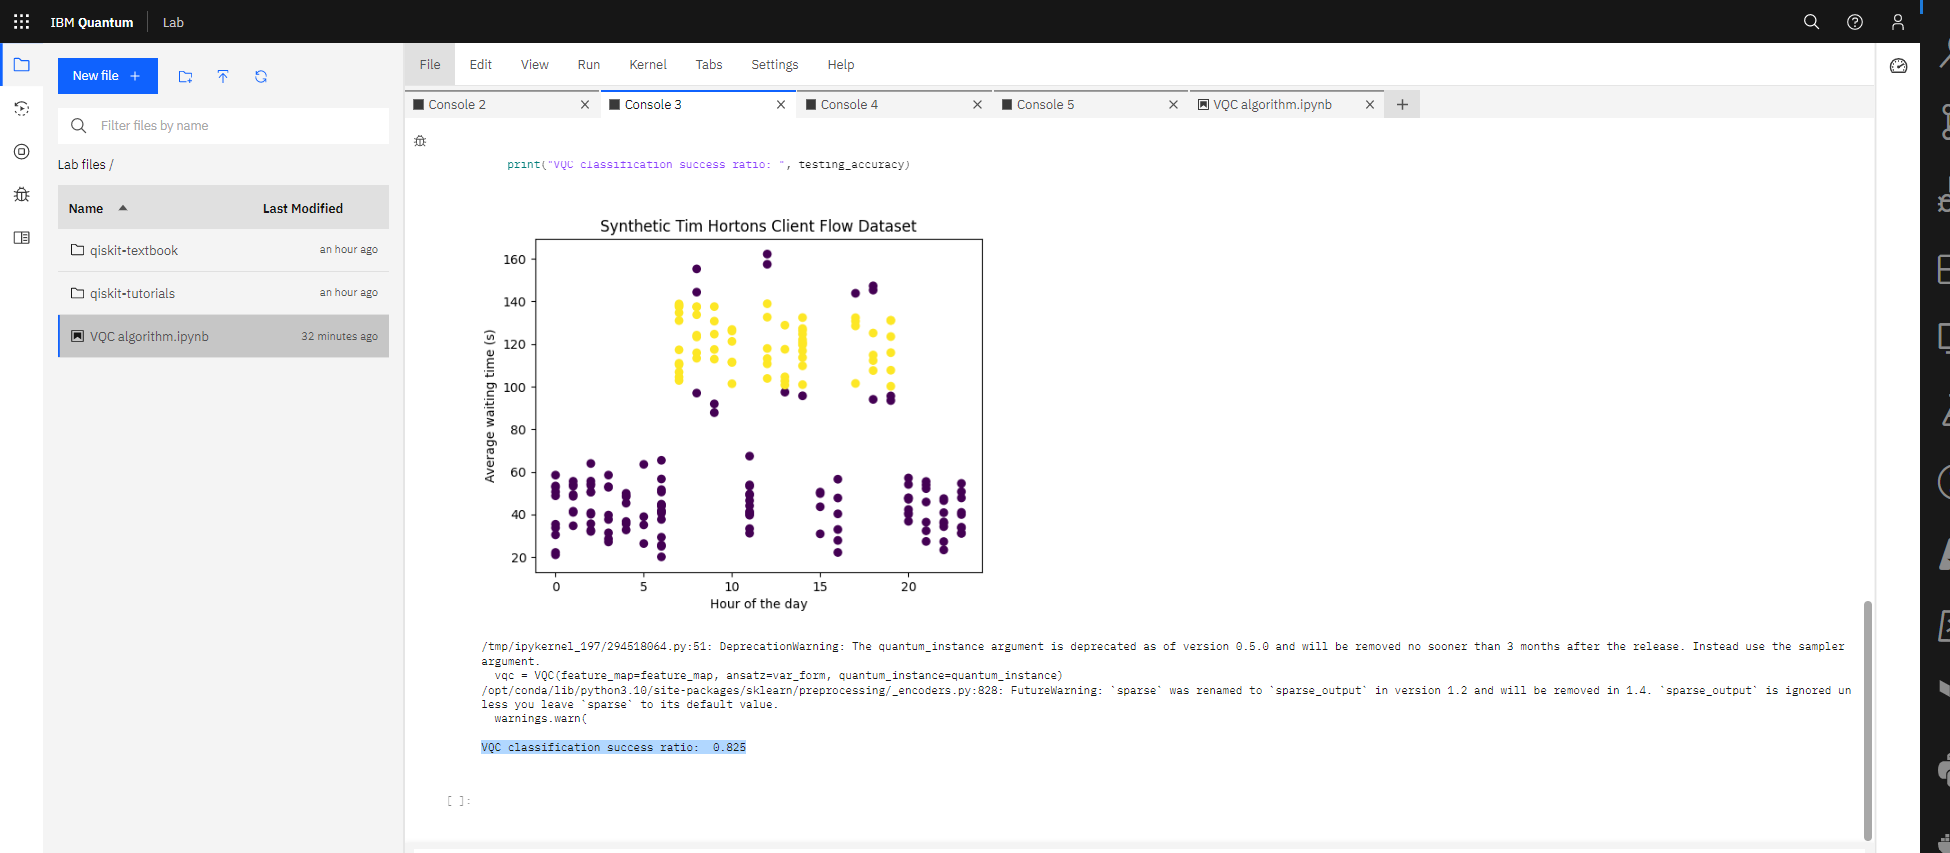 IBM Quantum Lab
File Edit View Run Kernel Tabs Settings Help
New file +
Console 2 Console 3 Console 4 Console 5 VQC algorithm.ipynb
Filter files by name
Lab files /
Name Last Modified
qiskit-textbook an hour ago
qiskit-tutorials an hour ago
VQC algorithm.ipynb 32 minutes ago
print("VQC classification success ratio: ", testing_accuracy)
Synthetic Tim Hortons Client Flow Dataset
160
140
120
100
80
60
40
20
Average waiting time (s)
0 5 10 15 20
Hour of the day
/tmp/ipykernel_197/294518064.py:51: DeprecationWarning: The quantum_instance argument is deprecated as of version 0.5.0 and will be removed no sooner than 3 months after the release. Instead use the sampler
argument.
vqc = VQC(feature_map=feature_map, ansatz=var_form, quantum_instance=quantum_instance)
/opt/conda/lib/python3.10/site-packages/sklearn/preprocessing/_encoders.py:828: FutureWarning: `sparse` was renamed to `sparse_output` in version 1.2 and will be removed in 1.4. `sparse_output` is ignored un
less you leave `sparse` to its default value.
warnings.warn(
VQC classification success ratio:  0.825
[ ]: